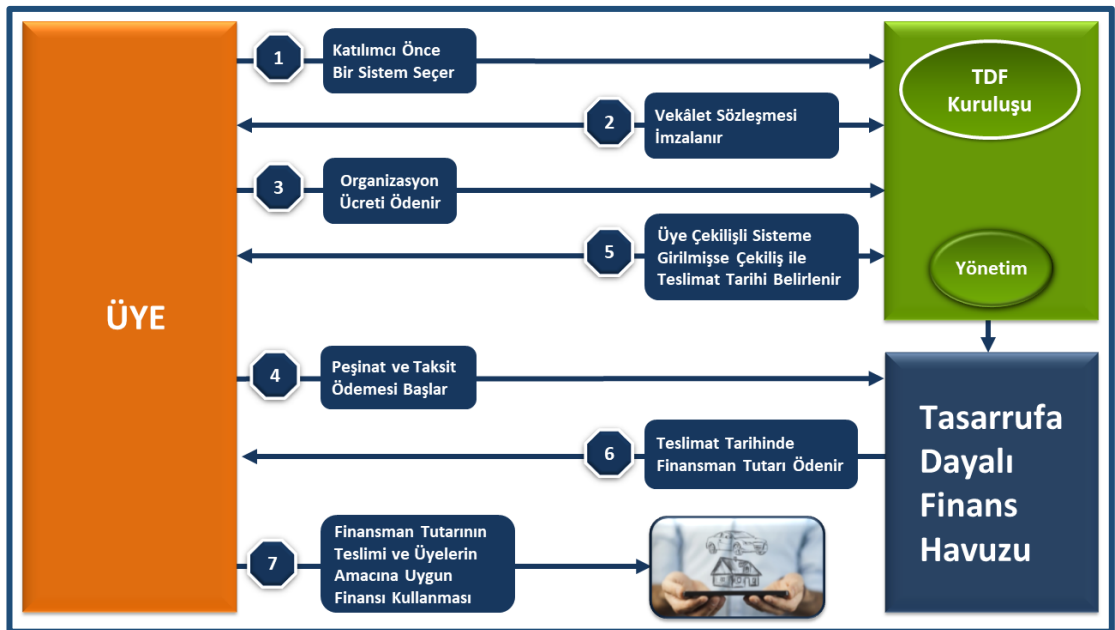 ÜYE
1
Katılımcı Önce
Bir Sistem Seçer
TDF
Kuruluşu
2
Vekâlet Sözleşmesi
İmzalanır
3
Organizasyon
Ücreti Ödenir
5
Üye Çekilişli Sisteme
Girilmişse Çekiliş ile
Teslimat Tarihi Belirlenir
Yönetim
4
Peşinat ve Taksit
Ödemesi Başlar
6
Teslimat Tarihinde
Finansman Tutarı Ödenir
Tasarrufa
Dayalı
Finans
Havuzu
7
Finansman Tutarının
Teslimi ve Üyelerin
Amacına Uygun
Finansı Kullanması